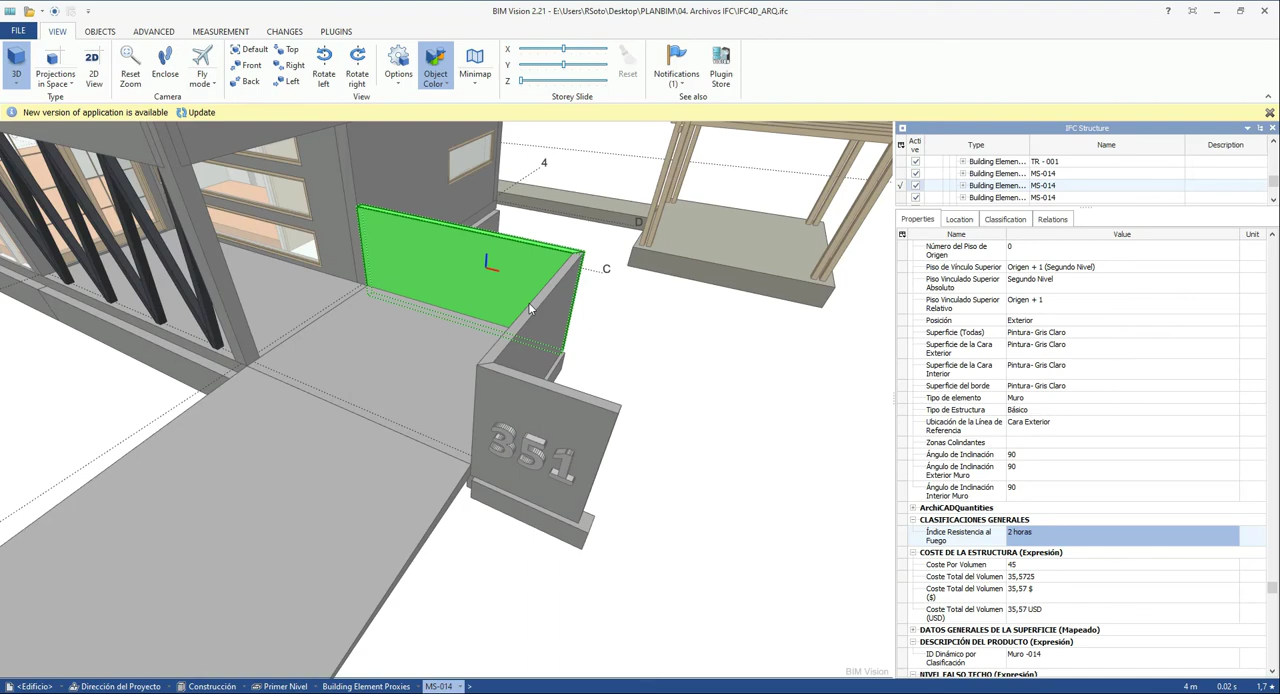 BIM Vision 2.21 - E:\Users\RSoto\Desktop\PLANBIM\04. Archivos IFC\IFC4D_ARQ.ifc
FILE VIEW OBJECTS ADVANCED MEASUREMENT CHANGES PLUGINS
3D
Projections in Space
2D View
Type
Reset Zoom
Enclose
Fly mode
Camera
Default Top
Front Right
Back Left
Rotate left
Rotate right
View
Options
Object Color
Minimap
X
Y
Z
Reset
Storey Slide
Notifications (1)
Plugin Store
See also
New version of application is available Update
4
D
C
351
BIM Vision
IFC Structure
Acti ve Type Name Description
Building Elemen... TR - 001
Building Elemen... MS-014
Building Elemen... MS-014
Building Elemen... MS-014
Properties Location Classification Relations
Name Value Unit
Número del Piso de Origen 0
Piso de Vínculo Superior Origen + 1 (Segundo Nivel)
Piso Vinculado Superior Absoluto Segundo Nivel
Piso Vinculado Superior Relativo Origen + 1
Posición Exterior
Superficie (Todas) Pintura- Gris Claro
Superficie de la Cara Exterior Pintura- Gris Claro
Superficie de la Cara Interior Pintura- Gris Claro
Superficie del borde Pintura- Gris Claro
Tipo de elemento Muro
Tipo de Estructura Básico
Ubicación de la Línea de Referencia Cara Exterior
Zonas Colindantes
Ángulo de Inclinación 90
Ángulo de Inclinación Exterior Muro 90
Ángulo de Inclinación Interior Muro 90
ArchiCADQuantities
CLASIFICACIONES GENERALES
Índice Resistencia al Fuego 2 horas
COSTE DE LA ESTRUCTURA (Expresión)
Coste Por Volumen 45
Coste Total del Volumen 35,5725
Coste Total del Volumen ($) 35,57 $
Coste Total del Volumen (USD) 35,57 USD
DATOS GENERALES DE LA SUPERFICIE (Mapeado)
DESCRIPCIÓN DEL PRODUCTO (Expresión)
ID Dinámico por Clasificación Muro -014
NIVEL FALSO TECHO (Expresión)
<Edificio> Dirección del Proyecto Construcción Primer Nivel Building Element Proxies MS-014 >
4 m 0.02 s 1,7